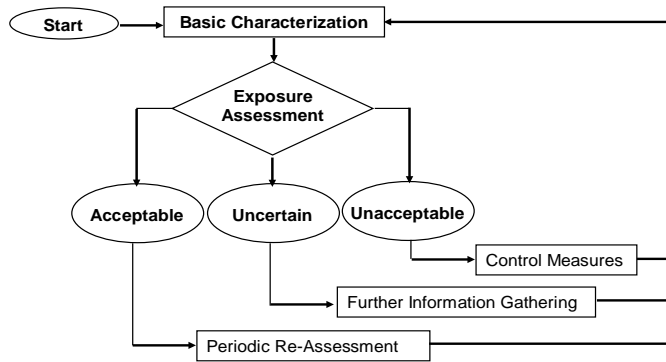 Start
Basic Characterization
Exposure
Assessment
Acceptable
Uncertain
Unacceptable
Control Measures
Further Information Gathering
Periodic Re-Assessment